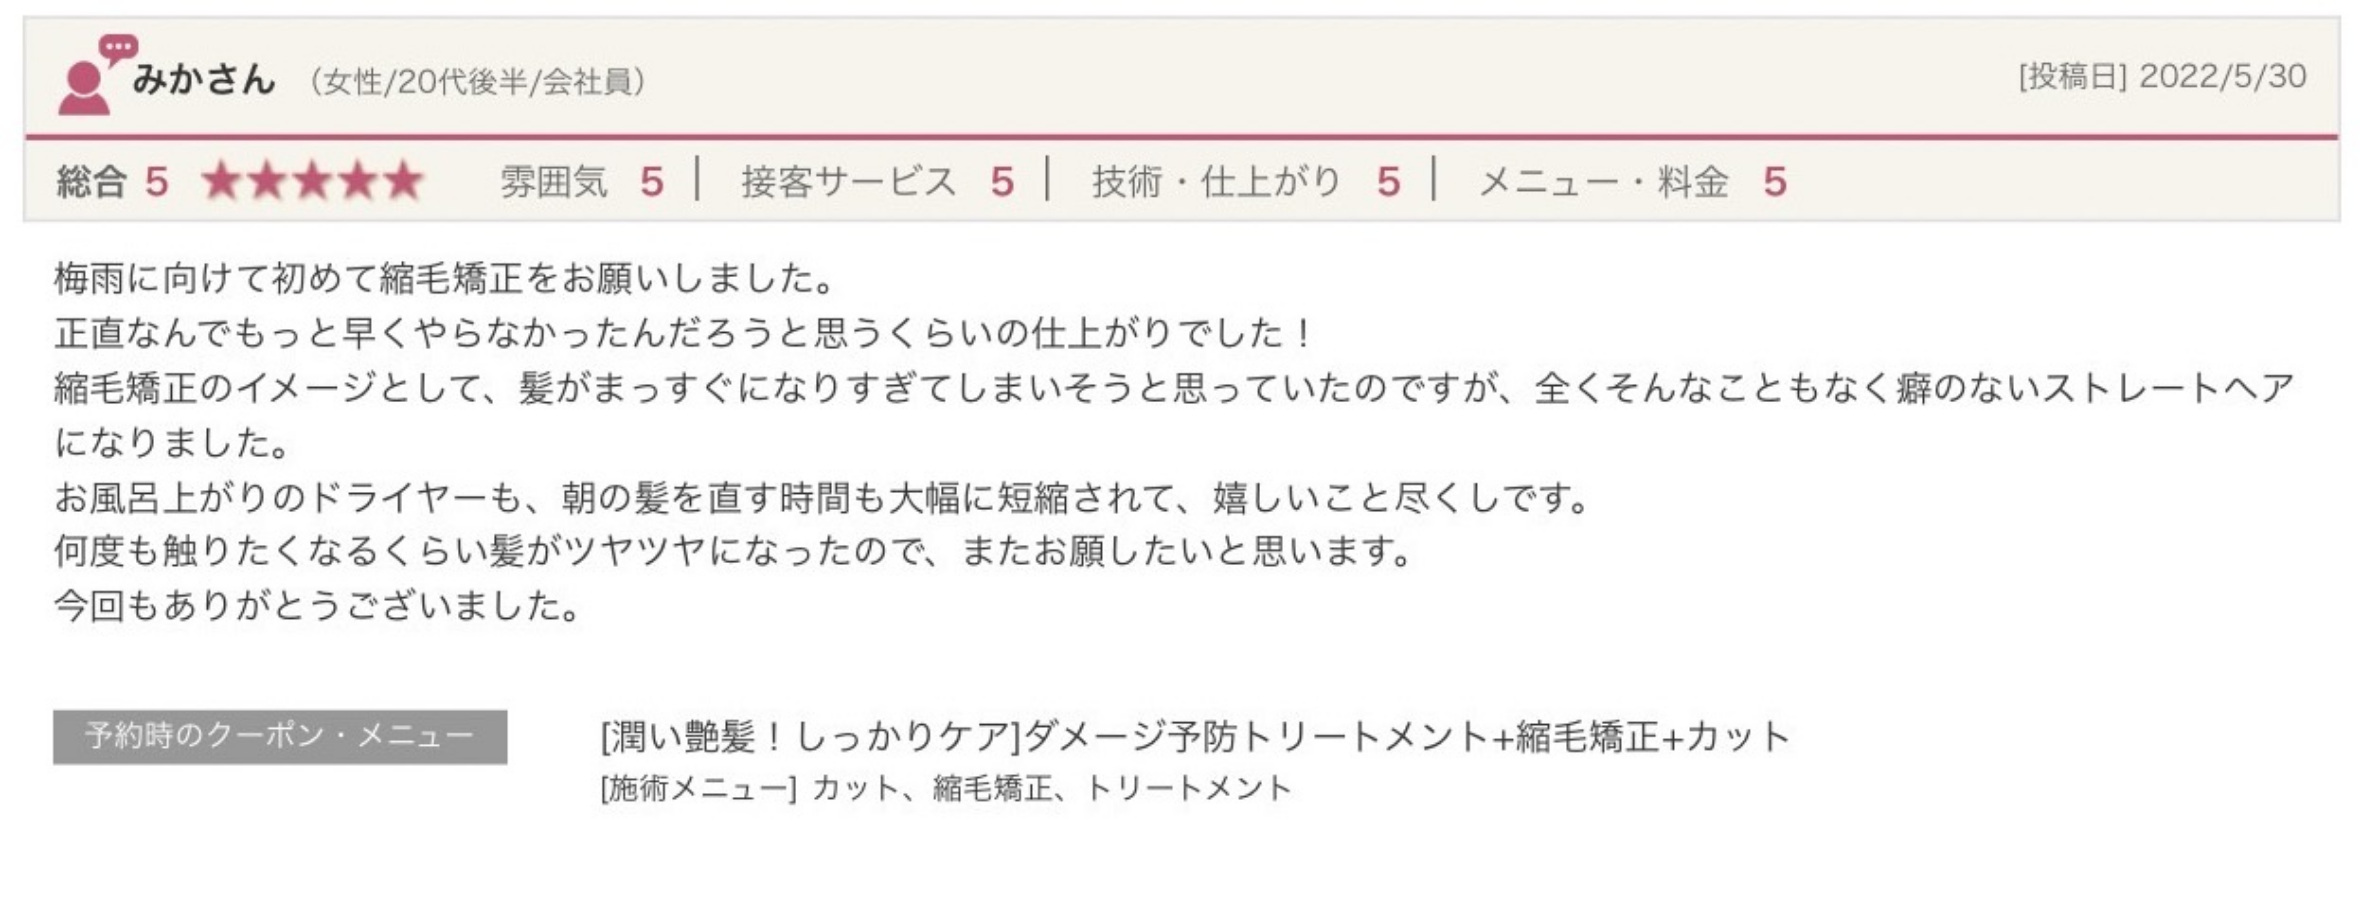 みかさん (女性/20代後半/会社員) [投稿日] 2022/5/30
総合 5 ★★★★★ 雰囲気 5 | 接客サービス 5 | 技術・仕上がり 5 | メニュー・料金 5
梅雨に向けて初めて縮毛矯正をお願いしました。
正直なんでもっと早くやらなかったんだろうと思うくらいの仕上がりでした！
縮毛矯正のイメージとして、髪がまっすぐになりすぎてしまいそうと思っていたのですが、全くそんなこともなく癖のないストレートヘア
になりました。
お風呂上がりのドライヤーも、朝の髪を直す時間も大幅に短縮されて、嬉しいこと尽くしです。
何度も触りたくなるくらい髪がツヤツヤになったので、またお願したいと思います。
今回もありがとうございました。
予約時のクーポン・メニュー [潤い艶髪！しっかりケア]ダメージ予防トリートメント+縮毛矯正+カット
[施術メニュー] カット、縮毛矯正、トリートメント